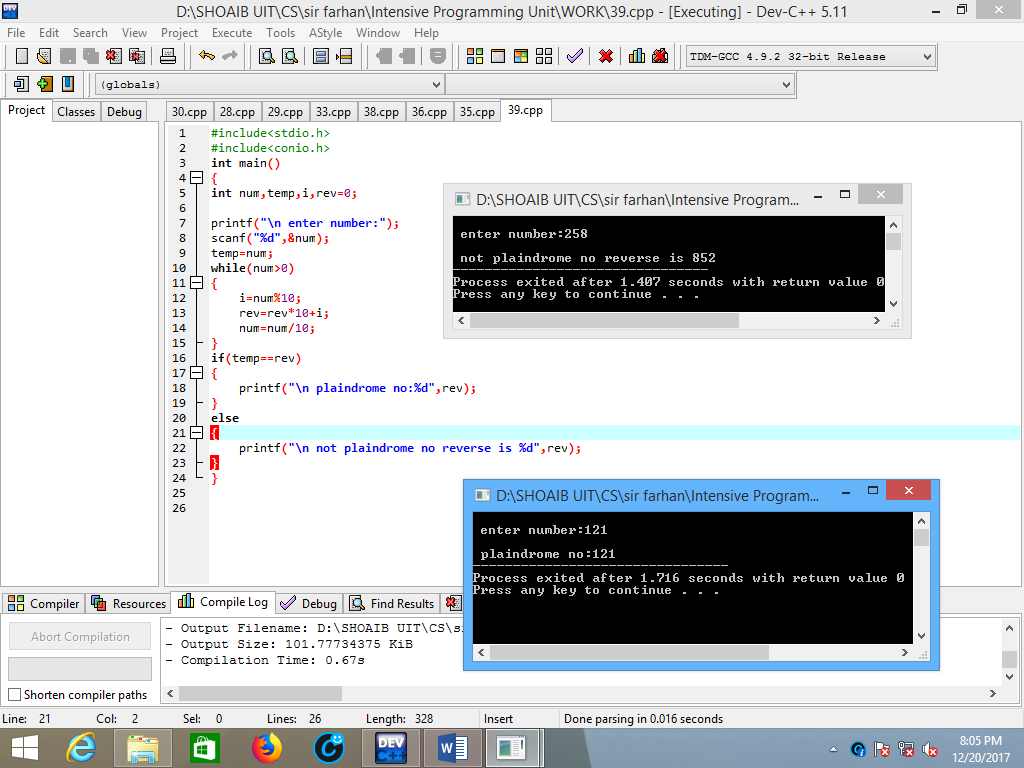 D:\SHOAIB UIT\CS\sir farhan\Intensive Programming Unit\WORK\39.cpp - [Executing] - Dev-C++ 5.11
File Edit Search View Project Execute Tools AStyle Window Help
TDM-GCC 4.9.2 32-bit Release
(globals)
Project Classes Debug
30.cpp 28.cpp 29.cpp 33.cpp 38.cpp 36.cpp 35.cpp 39.cpp
1 #include<stdio.h>
2 #include<conio.h>
3 int main()
4 {
5 int num,temp,i,rev=0;
6
7 printf("\n enter number:");
8 scanf("%d",&num);
9 temp=num;
10 while(num>0)
11 {
12 i=num%10;
13 rev=rev*10+i;
14 num=num/10;
15 }
16 if(temp==rev)
17 {
18 printf("\n plaindrome no:%d",rev);
19 }
20 else
21 {
22 printf("\n not plaindrome no reverse is %d",rev);
23 }
24 }
25
26
D:\SHOAIB UIT\CS\sir farhan\Intensive Program...
enter number:258
not plaindrome no reverse is 852
--------------------------------
Process exited after 1.407 seconds with return value 0
Press any key to continue . . .
D:\SHOAIB UIT\CS\sir farhan\Intensive Program...
enter number:121
plaindrome no:121
--------------------------------
Process exited after 1.716 seconds with return value 0
Press any key to continue . . .
Compiler Resources Compile Log Debug Find Results
Abort Compilation
Shorten compiler paths
- Output Filename: D:\SHOAIB UIT\CS\si
- Output Size: 101.77734375 KiB
- Compilation Time: 0.67s
Line: 21 Col: 2 Sel: 0 Lines: 26 Length: 328 Insert Done parsing in 0.016 seconds
DEV C++
8:05 PM
12/20/2017